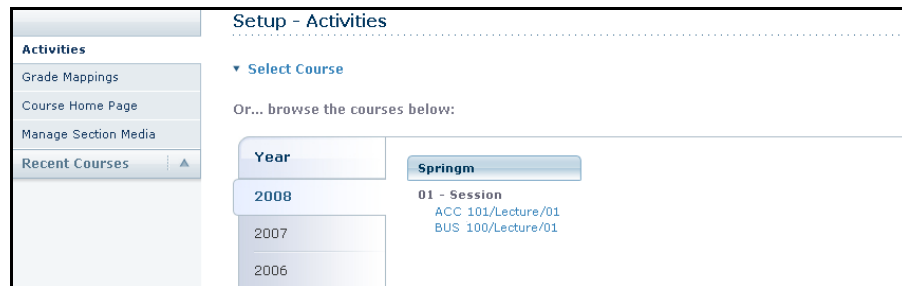 Setup - Activities
Activities
Grade Mappings
Course Home Page
Manage Section Media
Recent Courses
Select Course
Or... browse the courses below:
Year
2008
2007
2006
Springm
01 - Session
ACC 101/Lecture/01
BUS 100/Lecture/01